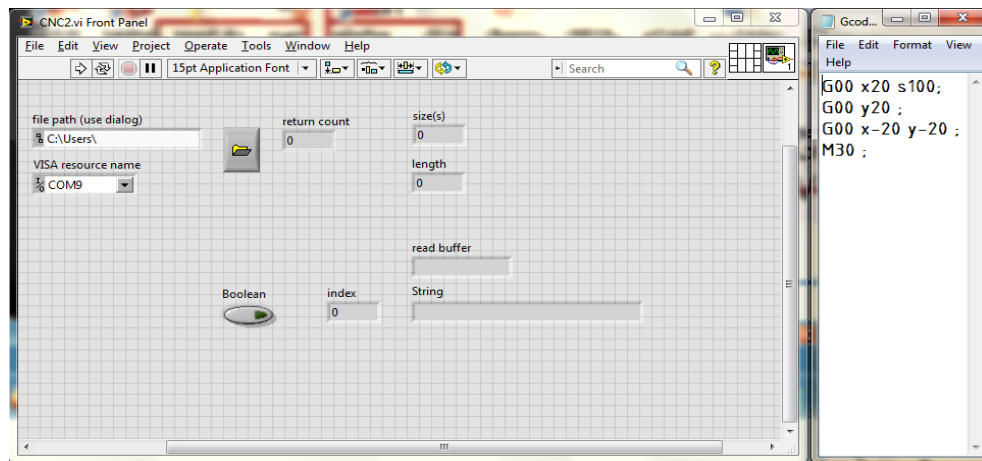 CNC2.vi Front Panel
File Edit View Project Operate Tools Window Help
15pt Application Font
Search
?
1
file path (use dialog)
C:\Users\
VISA resource name
COM9
return count
0
size(s)
0
length
0
read buffer
Boolean
index
0
String
Gcod...
File Edit Format View
Help
G00 x20 s100;
G00 y20 ;
G00 x-20 y-20 ;
M30 ;